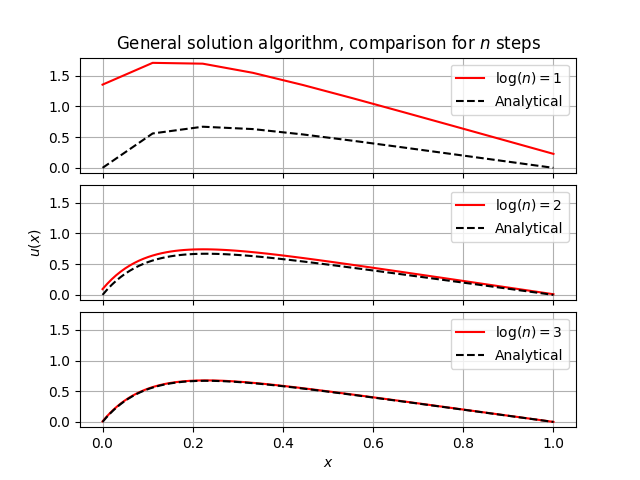 General solution algorithm, comparison for n steps
log(n) = 1
Analytical
1.5
1.0
0.5
0.0
log(n) = 2
Analytical
1.5
1.0
0.5
0.0
u(x)
log(n) = 3
Analytical
1.5
1.0
0.5
0.0
0.0 0.2 0.4 0.6 0.8 1.0
x